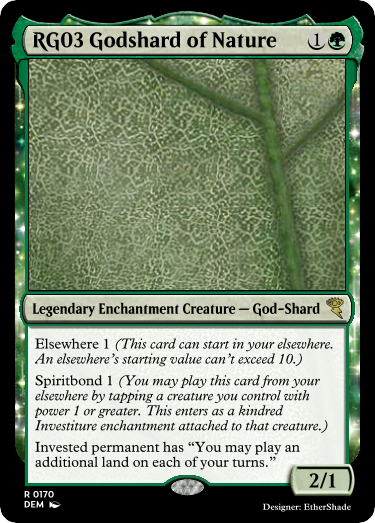 RG03 Godshard of Nature 1
Legendary Enchantment Creature — God-Shard
Elsewhere 1 (This card can start in your elsewhere.
An elsewhere's starting value can't exceed 10.)
Spiritbond 1 (You may play this card from your
elsewhere by tapping a creature you control with
power 1 or greater. This enters as a kindred
Investiture enchantment attached to that creature.)
Invested permanent has “You may play an
additional land on each of your turns.”
2/1
R 0170
DEM
Designer: EtherShade